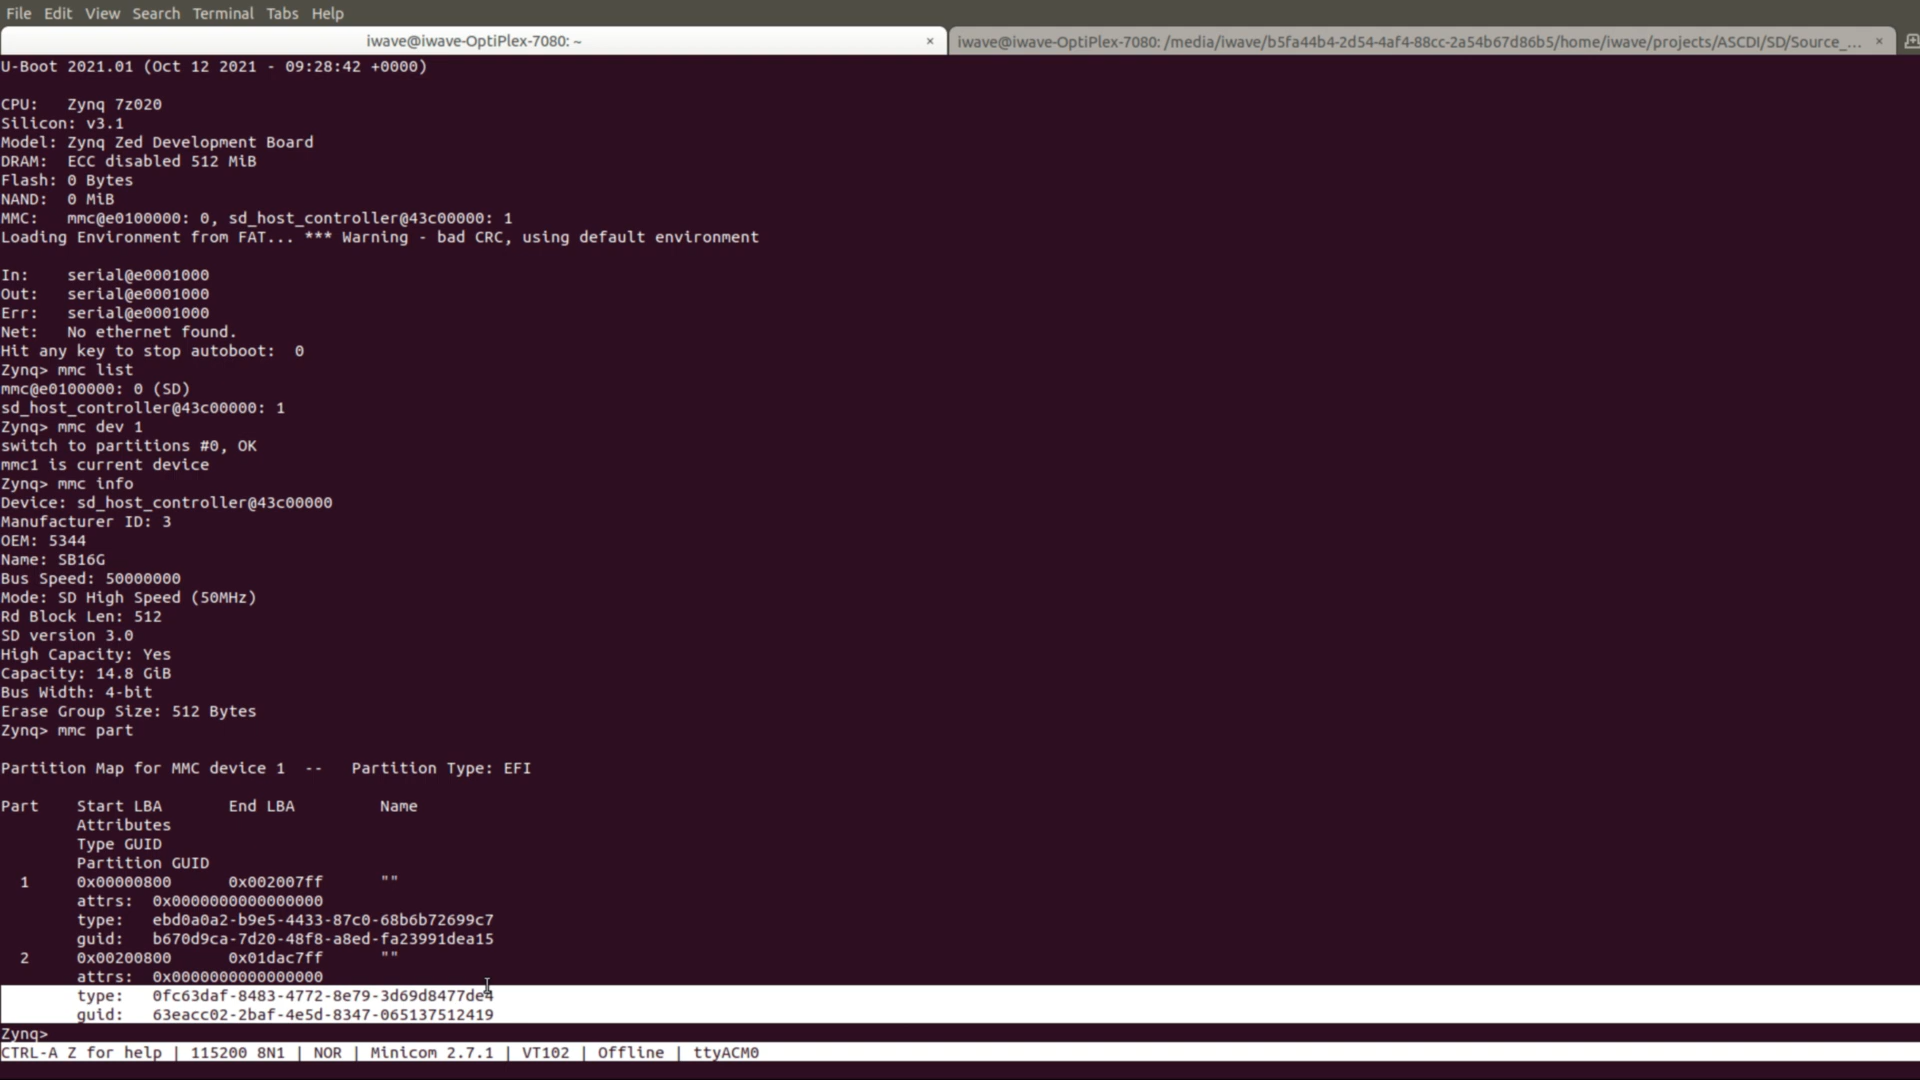 File Edit View Search Terminal Tabs Help
iwave@iwave-OptiPlex-7080: ~ ×
iwave@iwave-OptiPlex-7080: /media/iwave/b5fa44b4-2d54-4af4-88cc-2a54b67d86b5/home/iwave/projects/ASCDI/SD/Source_... ×
U-Boot 2021.01 (Oct 12 2021 - 09:28:42 +0000)
CPU: Zynq 7z020
Silicon: v3.1
Model: Zynq Zed Development Board
DRAM: ECC disabled 512 MiB
Flash: 0 Bytes
NAND: 0 MiB
MMC: mmc@e0100000: 0, sd_host_controller@43c00000: 1
Loading Environment from FAT... *** Warning - bad CRC, using default environment
In: serial@e0001000
Out: serial@e0001000
Err: serial@e0001000
Net: No ethernet found.
Hit any key to stop autoboot: 0
Zynq> mmc list
mmc@e0100000: 0 (SD)
sd_host_controller@43c00000: 1
Zynq> mmc dev 1
switch to partitions #0, OK
mmc1 is current device
Zynq> mmc info
Device: sd_host_controller@43c00000
Manufacturer ID: 3
OEM: 5344
Name: SB16G
Bus Speed: 50000000
Mode: SD High Speed (50MHz)
Rd Block Len: 512
SD version 3.0
High Capacity: Yes
Capacity: 14.8 GiB
Bus Width: 4-bit
Erase Group Size: 512 Bytes
Zynq> mmc part
Partition Map for MMC device 1 -- Partition Type: EFI
Part Start LBA End LBA Name
Attributes
Type GUID
Partition GUID
1 0x00000800 0x002007ff ""
attrs: 0x0000000000000000
type: ebd0a0a2-b9e5-4433-87c0-68b6b72699c7
guid: b670d9ca-7d20-48f8-a8ed-fa23991dea15
2 0x00200800 0x01dac7ff ""
attrs: 0x0000000000000000
type: 0fc63daf-8483-4772-8e79-3d69d8477de4
guid: 63eacc02-2baf-4e5d-8347-065137512419
Zynq>
CTRL-A Z for help | 115200 8N1 | NOR | Minicom 2.7.1 | VT102 | Offline | ttyACM0